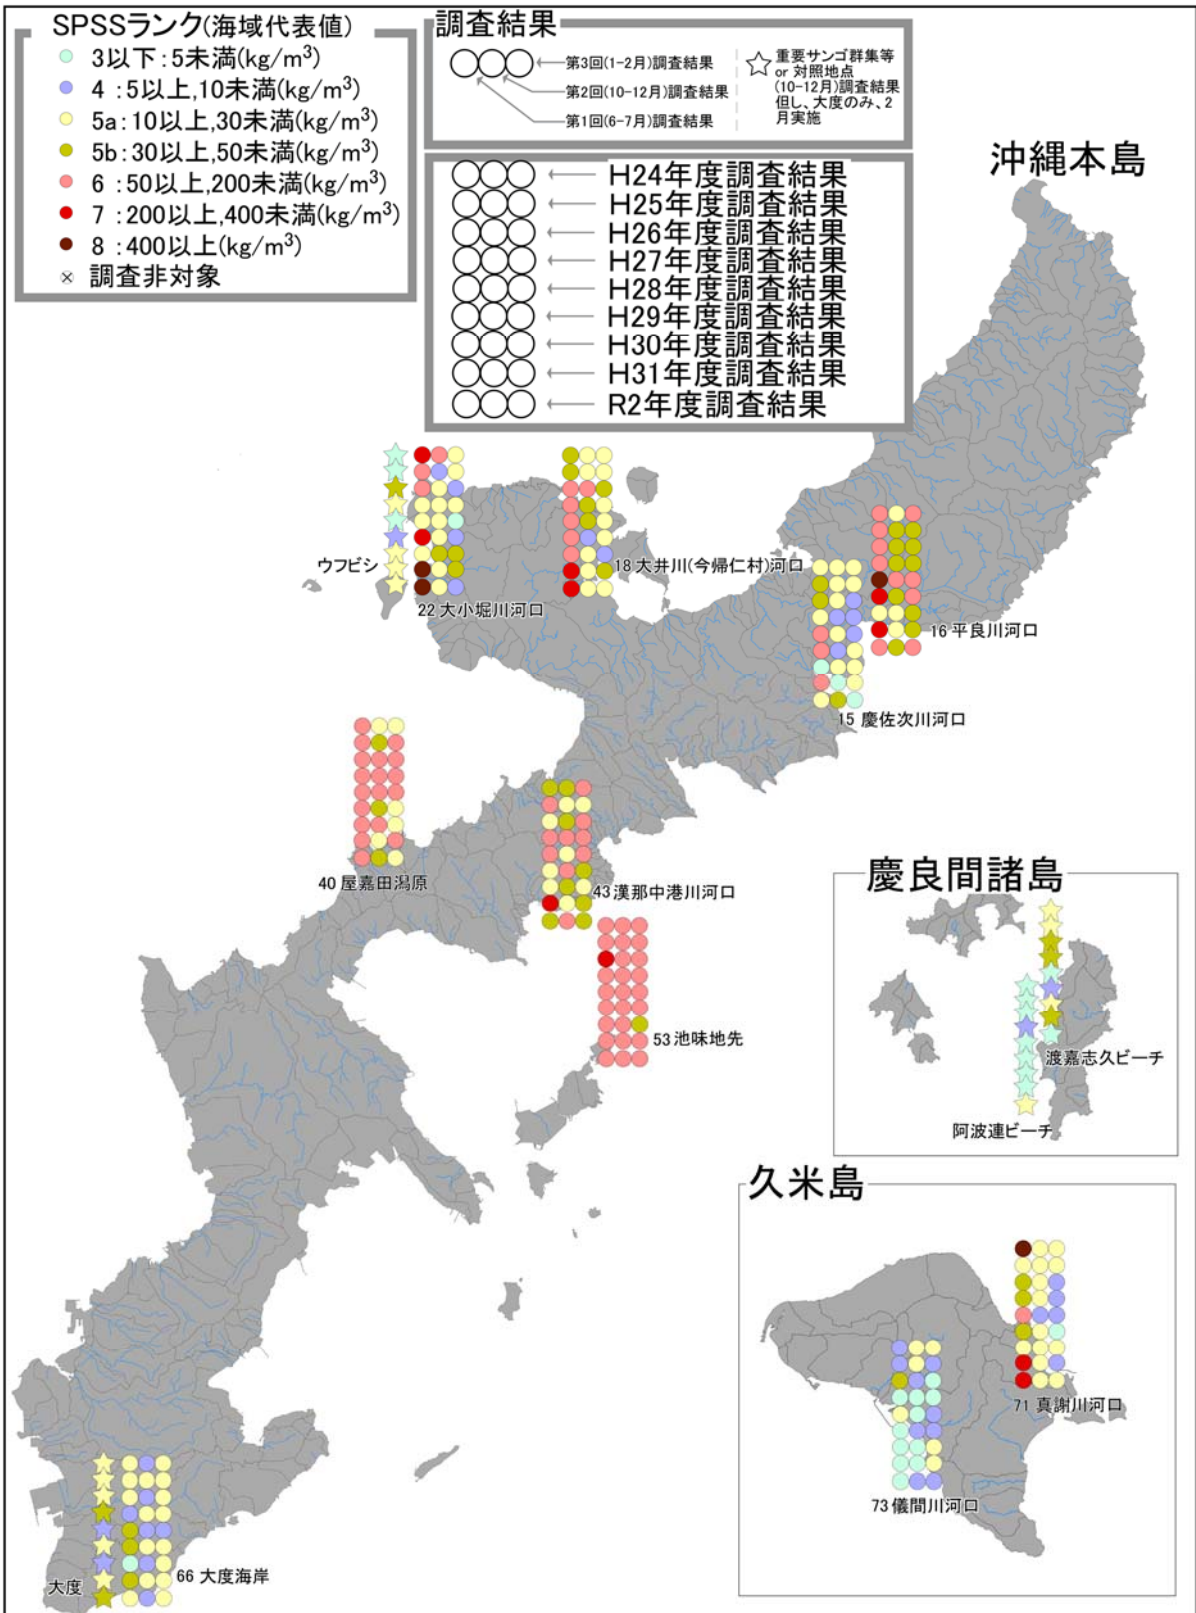 SPSSランク(海域代表値)
3以下:5未満(kg/m³)
4 :5以上,10未満(kg/m³)
5a:10以上,30未満(kg/m³)
5b:30以上,50未満(kg/m³)
6 :50以上,200未満(kg/m³)
7 :200以上,400未満(kg/m³)
8 :400以上(kg/m³)
調査非対象
調査結果
第3回(1-2月)調査結果
第2回(10-12月)調査結果
第1回(6-7月)調査結果
重要サンゴ群集等
or 対照地点
(10-12月)調査結果
但し、大度のみ、2
月実施
H24年度調査結果
H25年度調査結果
H26年度調査結果
H27年度調査結果
H28年度調査結果
H29年度調査結果
H30年度調査結果
H31年度調査結果
R2年度調査結果
沖縄本島
ウフビシ
22 大小堀川河口
18 大井川(今帰仁村)河口
16 平良川河口
15 慶佐次川河口
40 屋嘉田潟原
43 漢那中港川河口
53 池味地先
慶良間諸島
渡嘉志久ビーチ
阿波連ビーチ
久米島
71 真謝川河口
73 儀間川河口
大度
66 大度海岸